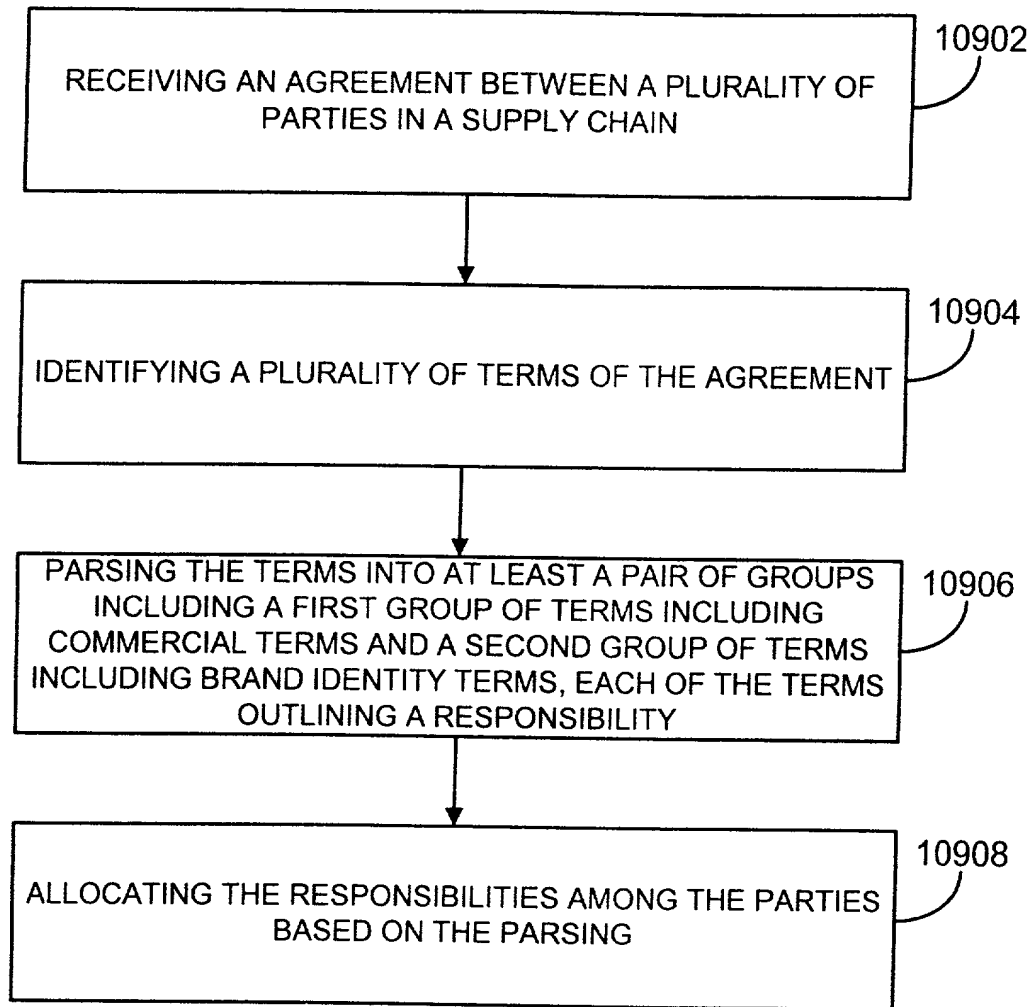 10902
RECEIVING AN AGREEMENT BETWEEN A PLURALITY OF
PARTIES IN A SUPPLY CHAIN
10904
IDENTIFYING A PLURALITY OF TERMS OF THE AGREEMENT
10906
PARSING THE TERMS INTO AT LEAST A PAIR OF GROUPS
INCLUDING A FIRST GROUP OF TERMS INCLUDING
COMMERCIAL TERMS AND A SECOND GROUP OF TERMS
INCLUDING BRAND IDENTITY TERMS, EACH OF THE TERMS
OUTLINING A RESPONSIBILITY
10908
ALLOCATING THE RESPONSIBILITIES AMONG THE PARTIES
BASED ON THE PARSING